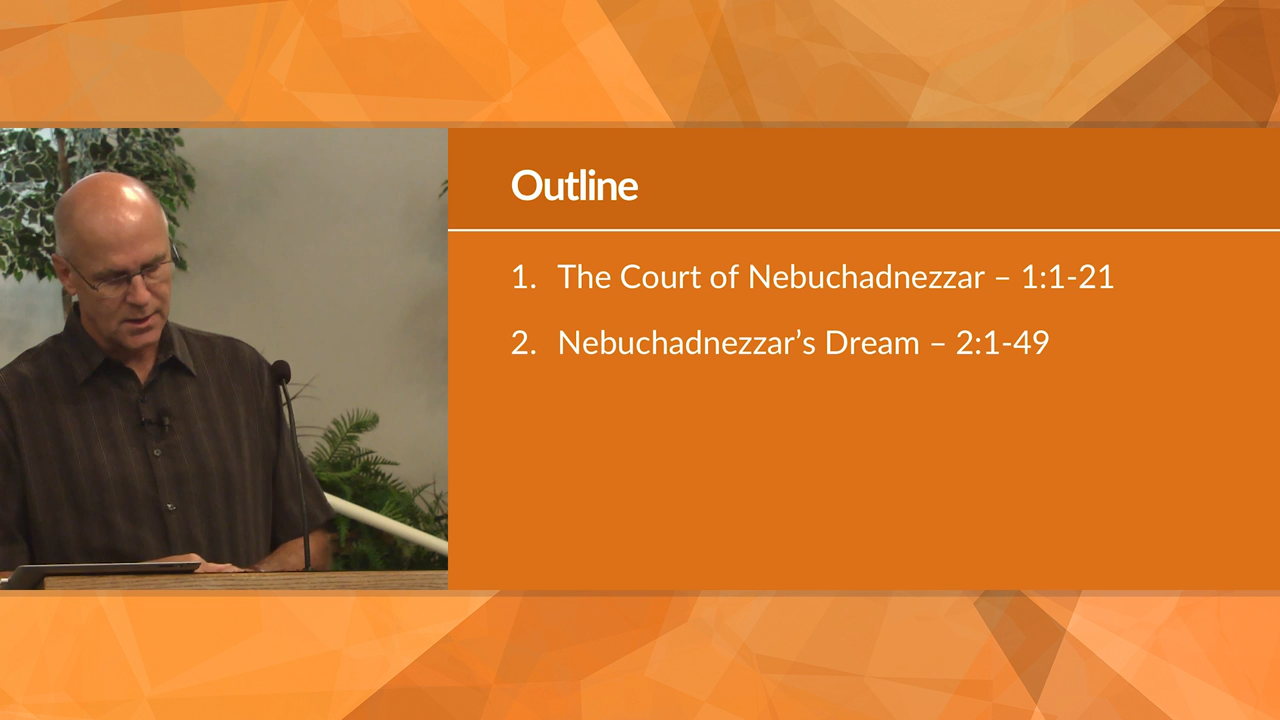 Outline
1. The Court of Nebuchadnezzar – 1:1-21
2. Nebuchadnezzar’s Dream – 2:1-49